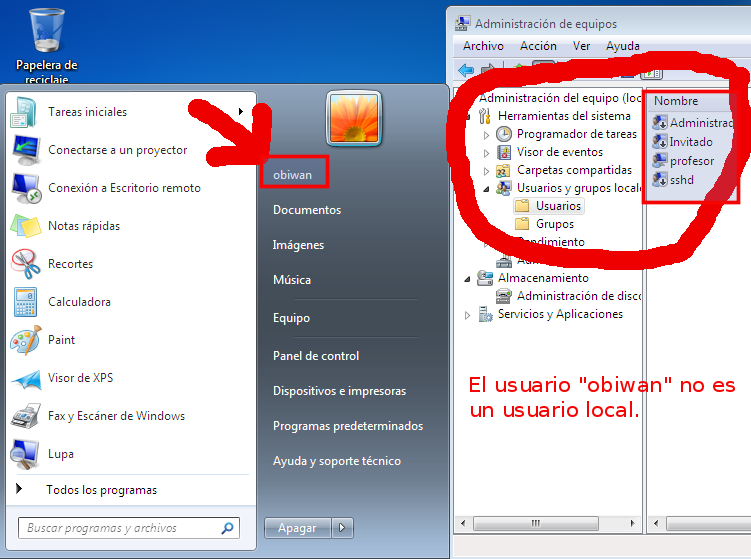 Papelera de
reciclaje
Tareas iniciales
Conectarse a un proyector
Conexión a Escritorio remoto
Notas rápidas
Recortes
Calculadora
Paint
Visor de XPS
Fax y Escáner de Windows
Lupa
Todos los programas
Buscar programas y archivos
obiwan
Documentos
Imágenes
Música
Equipo
Panel de control
Dispositivos e impresoras
Programas predeterminados
Ayuda y soporte técnico
Apagar
Administración de equipos
Archivo Acción Ver Ayuda
Administración del equipo (loc
Herramientas del sistema
Programador de tareas
Visor de eventos
Carpetas compartidas
Usuarios y grupos locale
Usuarios
Grupos
Almacenamiento
Administración de disco
Servicios y Aplicaciones
Nombre
Administrad
Invitado
profesor
sshd
El usuario "obiwan" no es
un usuario local.